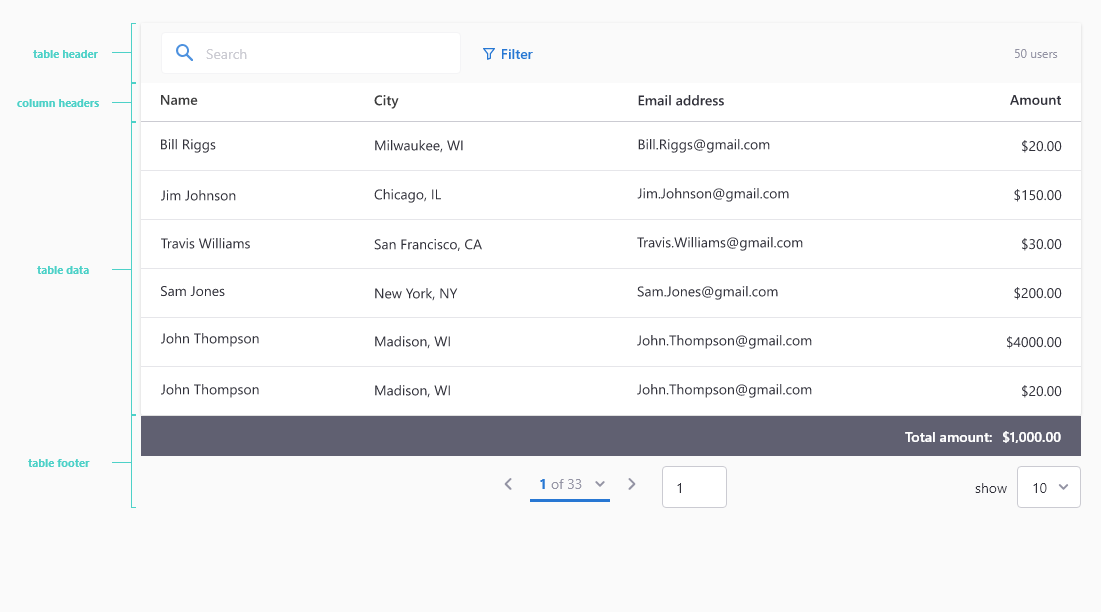 table header
Search
Filter
50 users
column headers
Name City Email address Amount
Bill Riggs Milwaukee, WI Bill.Riggs@gmail.com $20.00
Jim Johnson Chicago, IL Jim.Johnson@gmail.com $150.00
Travis Williams San Francisco, CA Travis.Williams@gmail.com $30.00
table data
Sam Jones New York, NY Sam.Jones@gmail.com $200.00
John Thompson Madison, WI John.Thompson@gmail.com $4000.00
John Thompson Madison, WI John.Thompson@gmail.com $20.00
Total amount: $1,000.00
table footer
1 of 33 1 show 10